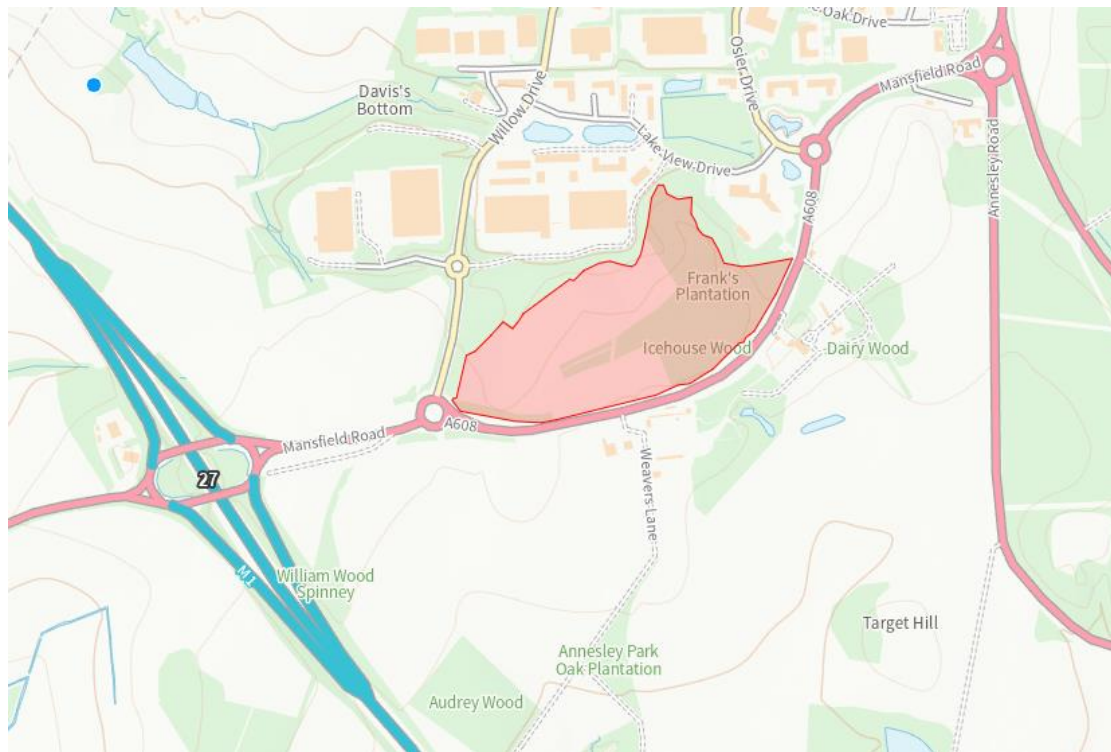 Oak Drive
Mansfield Road
Osier Drive
Davis's
Bottom
Willow Drive
Lake View Drive
Annesley Road
A608
Frank's
Plantation
Icehouse Wood
Dairy Wood
A608
Mansfield Road
27
Weavers Lane
M1
William Wood
Spinney
Target Hill
Annesley Park
Oak Plantation
Audrey Wood